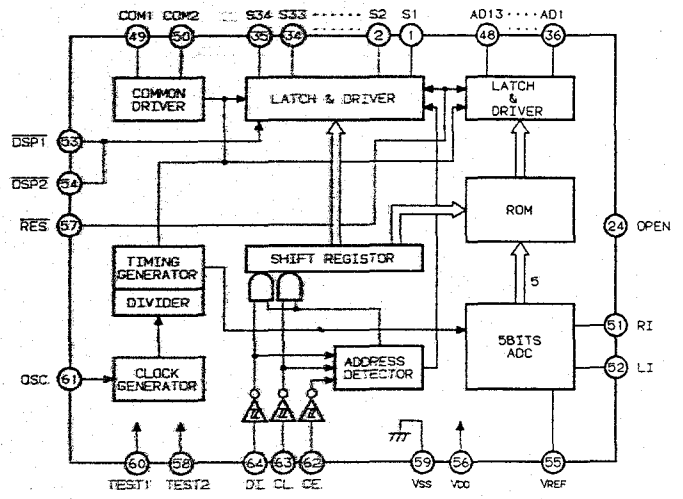 COM1 COM2 S34 S33 S2 S1 AD13 AD1
49 50 35 34 2 1 48 36
COMMON DRIVER
LATCH & DRIVER
LATCH & DRIVER
DSP1 53
DSP2 54
RES 57
ROM
24 OPEN
SHIFT REGISTOR
TIMING GENERATOR
DIVIDER
5
5BITS ADC
51 RI
52 LI
ADDRESS DETECTOR
OSC. 61
CLOCK GENERATOR
60 58 64 63 62 59 56 55
TEST1 TEST2 DI. CL. CE. VSS VDD VREF